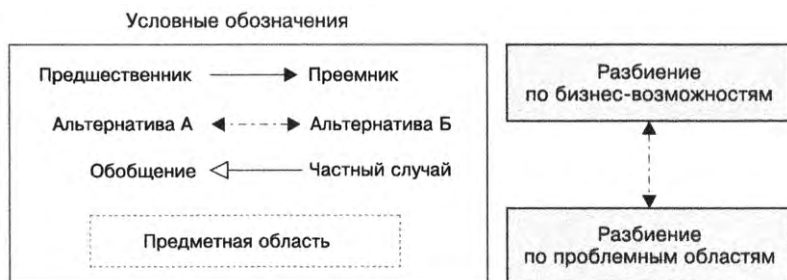 Условные обозначения
Предшественник Преемник
Альтернатива А Альтернатива Б
Обобщение Частный случай
Предметная область
Разбиение
по бизнес-возможностям
Разбиение
по проблемным областям